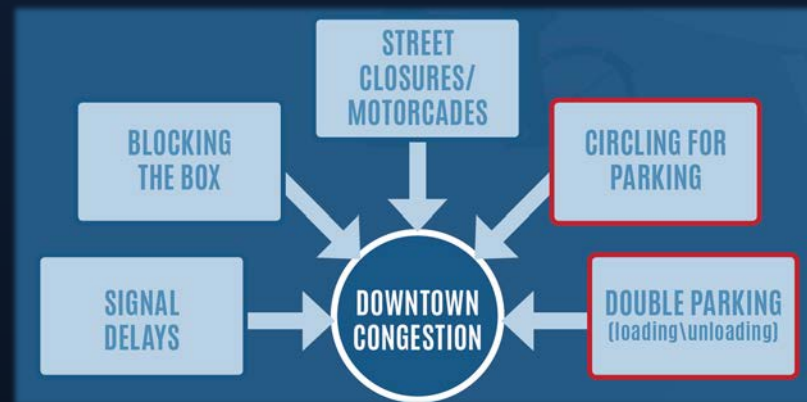 STREET
CLOSURES/
MOTORCADES
BLOCKING
THE BOX
CIRCLING FOR
PARKING
SIGNAL
DELAYS
DOWNTOWN
CONGESTION
DOUBLE PARKING
(loading\unloading)